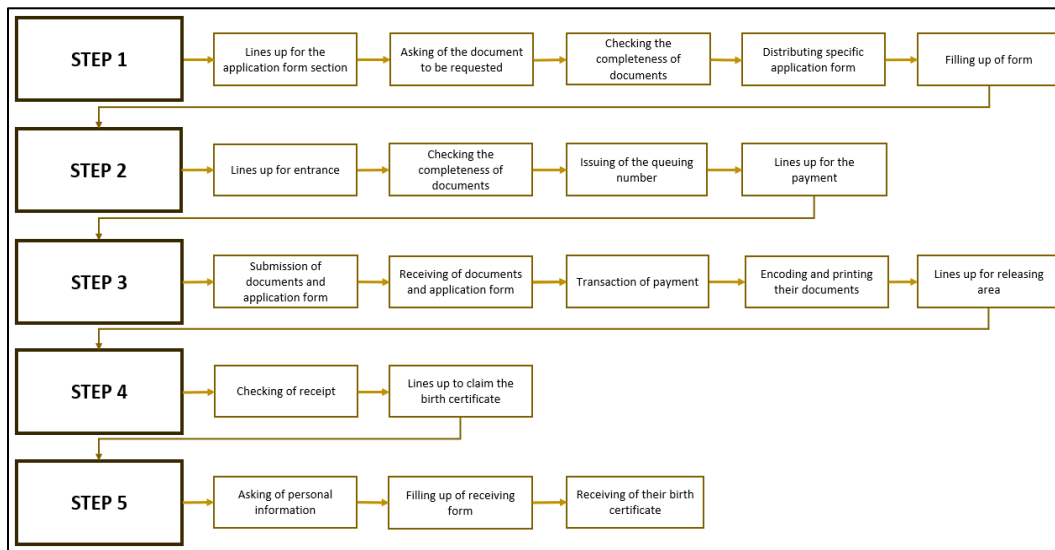 STEP 1
Lines up for the
application form section
Asking of the document
to be requested
Checking the
completeness of
documents
Distributing specific
application form
Filling up of form
STEP 2
Lines up for entrance
Checking the
completeness of
documents
Issuing of the queuing
number
Lines up for the
payment
STEP 3
Submission of
documents and
application form
Receiving of documents
and application form
Transaction of payment
Encoding and printing
their documents
Lines up for releasing
area
STEP 4
Checking of receipt
Lines up to claim the
birth certificate
STEP 5
Asking of personal
information
Filling up of receiving
form
Receiving of their birth
certificate